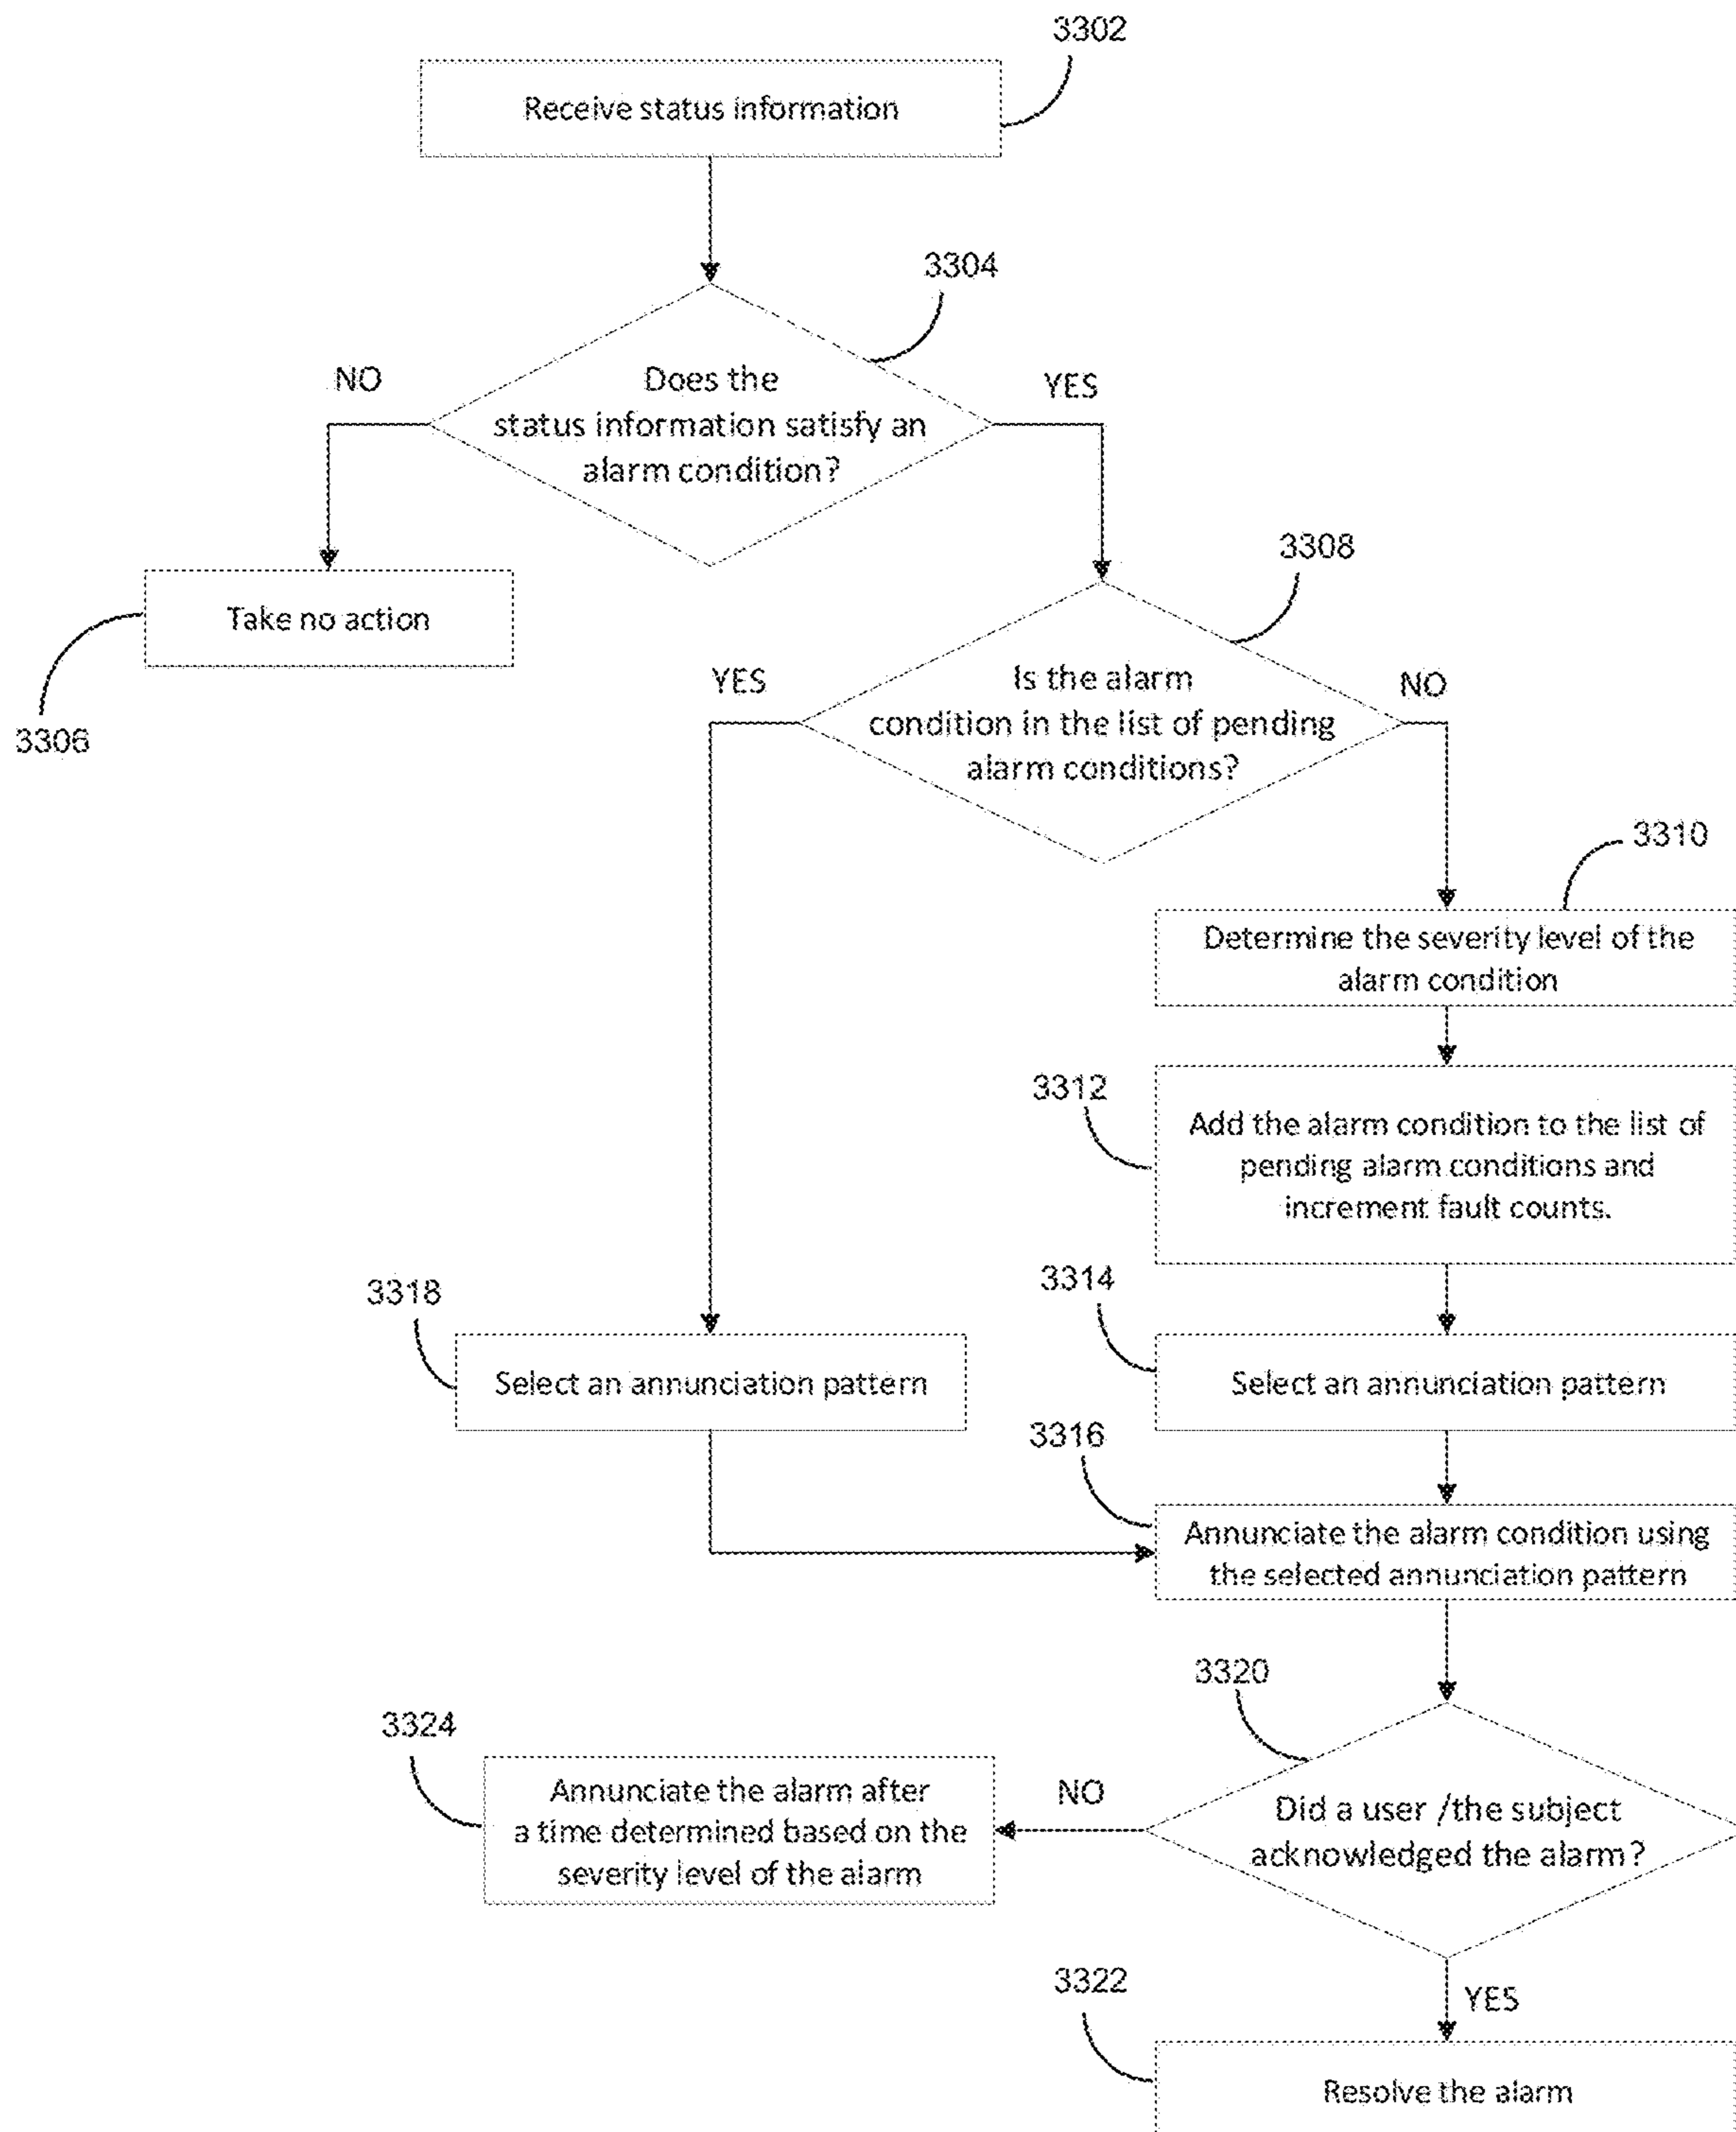 3302
Receive status information
3304
NO
YES
Does the
status information satisfy an
alarm condition?
3308
Take no action
3306
YES
NO
Is the alarm
condition in the list of pending
alarm conditions?
3310
Determine the severity level of the
alarm condition
3312
Add the alarm condition to the list of
pending alarm conditions and
increment fault counts.
3318
3314
Select an annunciation pattern
Select an annunciation pattern
3316
Annunciate the alarm condition using
the selected annunciation pattern
3320
3324
Annunciate the alarm after
a time determined based on the
severity level of the alarm
NO
Did a user /the subject
acknowledged the alarm?
3322
YES
Resolve the alarm